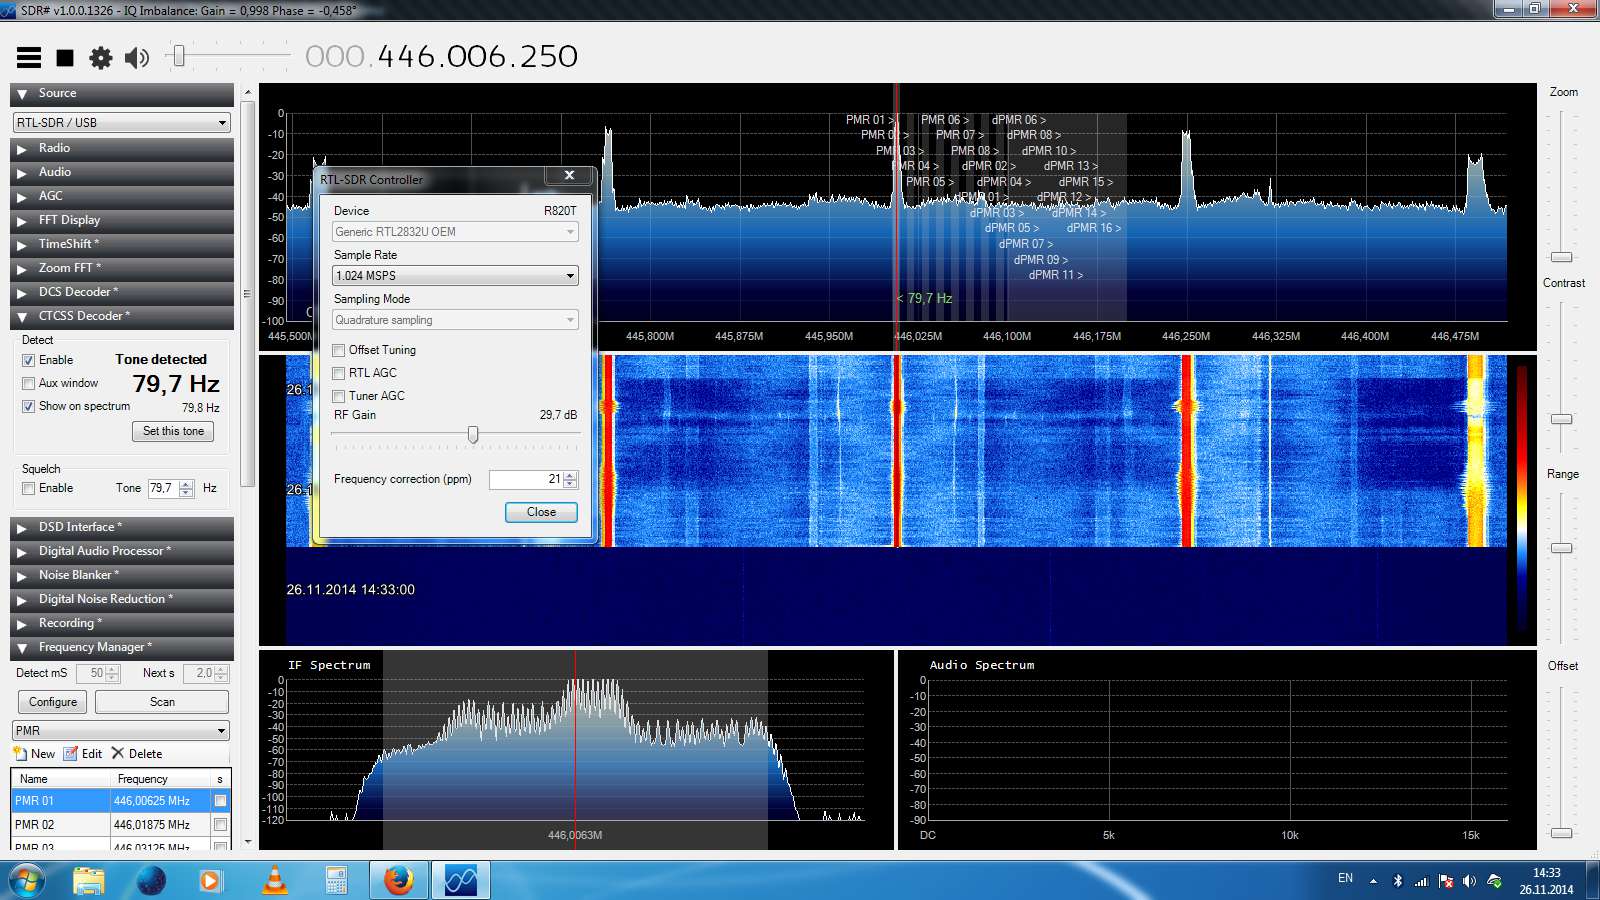 SDR# v1.0.0.1326 - IQ Imbalance: Gain = 0,998 Phase = -0,458°
000.446.006.250
Source
RTL-SDR / USB
Radio
Audio
AGC
FFT Display
TimeShift *
Zoom FFT *
DCS Decoder *
CTCSS Decoder *
Detect
Enable
Tone detected
Aux window
79,7 Hz
Show on spectrum
79,8 Hz
Set this tone
Squelch
Enable
Tone
79,7
Hz
DSD Interface *
Digital Audio Processor *
Noise Blanker *
Digital Noise Reduction *
Recording *
Frequency Manager *
Detect mS
50
Next s
2,0
Configure
Scan
PMR
New
Edit
Delete
Name
Frequency
s
PMR 01
446,00625 MHz
PMR 02
446,01875 MHz
PMR 03
446,03125 MHz
RTL-SDR Controller
Device
R820T
Generic RTL2832U OEM
Sample Rate
1.024 MSPS
Sampling Mode
Quadrature sampling
Offset Tuning
RTL AGC
Tuner AGC
RF Gain
29,7 dB
Frequency correction (ppm)
21
Close
0
-10
-20
-30
-40
-50
-60
-70
-80
-90
-100
PMR 01 >
PMR 06 >
dPMR 06 >
PMR 02 >
PMR 07 >
dPMR 08 >
PMR 03 >
PMR 08 >
dPMR 10 >
PMR 04 >
dPMR 02 >
dPMR 13 >
PMR 05 >
dPMR 04 >
dPMR 15 >
dPMR 01 >
dPMR 12 >
dPMR 03 >
dPMR 14 >
dPMR 05 >
dPMR 16 >
dPMR 07 >
dPMR 09 >
dPMR 11 >
< 79,7 Hz
445,500M
445,800M
445,875M
445,950M
446,025M
446,100M
446,175M
446,250M
446,325M
446,400M
446,475M
26.1
26.1
26.11.2014 14:33:00
IF Spectrum
0
-10
-20
-30
-40
-50
-60
-70
-80
-90
-100
-110
-120
446,0063M
Audio Spectrum
0
-10
-20
-30
-40
-50
-60
-70
-80
-90
DC
5k
10k
15k
Zoom
Contrast
Range
Offset
EN
14:33
26.11.2014